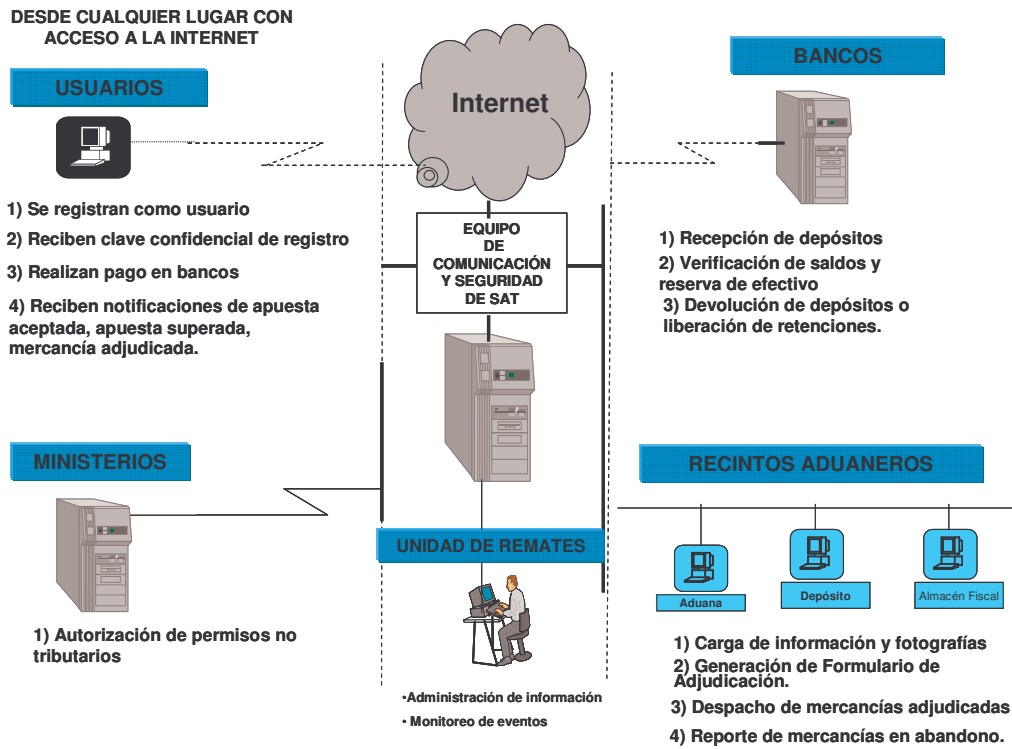 DESDE CUALQUIER LUGAR CON
ACCESO A LA INTERNET
USUARIOS
1) Se registran como usuario
2) Reciben clave confidencial de registro
3) Realizan pago en bancos
4) Reciben notificaciones de apuesta
aceptada, apuesta superada,
mercancía adjudicada.
Internet
EQUIPO
DE
COMUNICACIÓN
Y SEGURIDAD
DE SAT
BANCOS
1) Recepción de depósitos
2) Verificación de saldos y
reserva de efectivo
3) Devolución de depósitos o
liberación de retenciones.
MINISTERIOS
1) Autorización de permisos no
tributarios
UNIDAD DE REMATES
•Administración de información
• Monitoreo de eventos
RECINTOS ADUANEROS
Aduana
Depósito
Almacén Fiscal
1) Carga de información y fotografías
2) Generación de Formulario de
Adjudicación.
3) Despacho de mercancías adjudicadas
4) Reporte de mercancías en abandono.